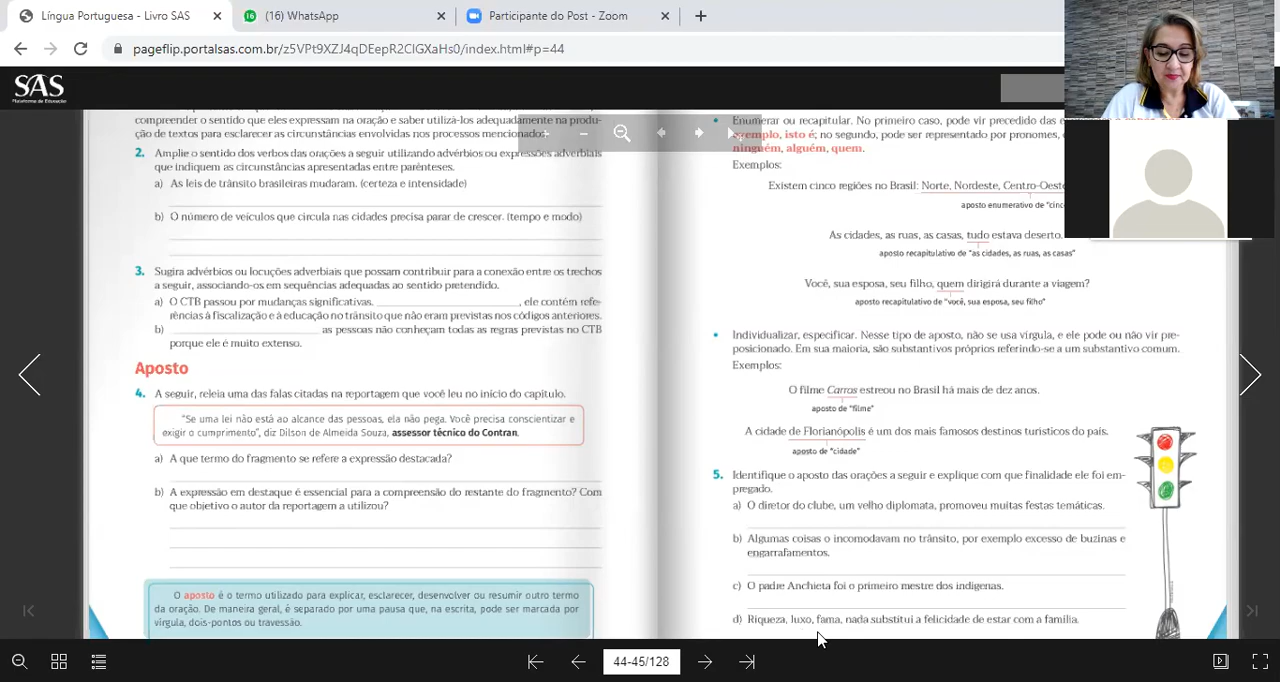 Língua Portuguesa - Livro SAS
(16) WhatsApp
Participante do Post - Zoom
pageflip.portalsas.com.br/z5VPt9XZJ4qDEepR2ClGXaHs0/index.html#p=44
SAS
Plataforma de Educação
compreender o sentido que eles expressam na oração e saber utilizá-los adequadamente na produ-
ção de textos para esclarecer as circunstâncias envolvidas nos processos mencionados.
2. Amplie o sentido dos verbos das orações a seguir utilizando advérbios ou expressões adverbiais
que indiquem as circunstâncias apresentadas entre parênteses.
a) As leis de trânsito brasileiras mudaram. (certeza e intensidade)
b) O número de veículos que circula nas cidades precisa parar de crescer. (tempo e modo)
3. Sugira advérbios ou locuções adverbiais que possam contribuir para a conexão entre os trechos
a seguir, associando-os em sequências adequadas ao sentido pretendido.
a) O CTB passou por mudanças significativas. ____________, ele contém refe-
rências à fiscalização e à educação no trânsito que não eram previstas nos códigos anteriores.
b) ____________ as pessoas não conheçam todas as regras previstas no CTB
porque ele é muito extenso.
Aposto
4. A seguir, releia uma das falas citadas na reportagem que você leu no início do capítulo.
"Se uma lei não está ao alcance das pessoas, ela não pega. Você precisa conscientizar e
exigir o cumprimento", diz Dilson de Almeida Souza, assessor técnico do Contran.
a) A que termo do fragmento se refere a expressão destacada?
b) A expressão em destaque é essencial para a compreensão do restante do fragmento? Com
que objetivo o autor da reportagem a utilizou?
O aposto é o termo utilizado para explicar, esclarecer, desenvolver ou resumir outro termo
da oração. De maneira geral, é separado por uma pausa que, na escrita, pode ser marcada por
vírgula, dois-pontos ou travessão.
• Enumerar ou recapitular. No primeiro caso, pode vir precedido das e
exemplo, isto é; no segundo, pode ser representado por pronomes,
ninguém, alguém, quem.
Exemplos:
Existem cinco regiões no Brasil: Norte, Nordeste, Centro-Oeste
aposto enumerativo de "cinc
As cidades, as ruas, as casas, tudo estava deserto.
aposto recapitulativo de "as cidades, as ruas, as casas"
Você, sua esposa, seu filho, quem dirigirá durante a viagem?
aposto recapitulativo de "você, sua esposa, seu filho"
• Individualizar, especificar. Nesse tipo de aposto, não se usa vírgula, e ele pode ou não vir pre-
posicionado. Em sua maioria, são substantivos próprios referindo-se a um substantivo comum.
Exemplos:
O filme Carros estreou no Brasil há mais de dez anos.
aposto de "filme"
A cidade de Florianópolis é um dos mais famosos destinos turísticos do país.
aposto de "cidade"
5. Identifique o aposto das orações a seguir e explique com que finalidade ele foi em-
pregado.
a) O diretor do clube, um velho diplomata, promoveu muitas festas temáticas.
b) Algumas coisas o incomodavam no trânsito, por exemplo excesso de buzinas e
engarrafamentos.
c) O padre Anchieta foi o primeiro mestre dos indígenas.
d) Riqueza, luxo, fama, nada substitui a felicidade de estar com a família.
44-45/128